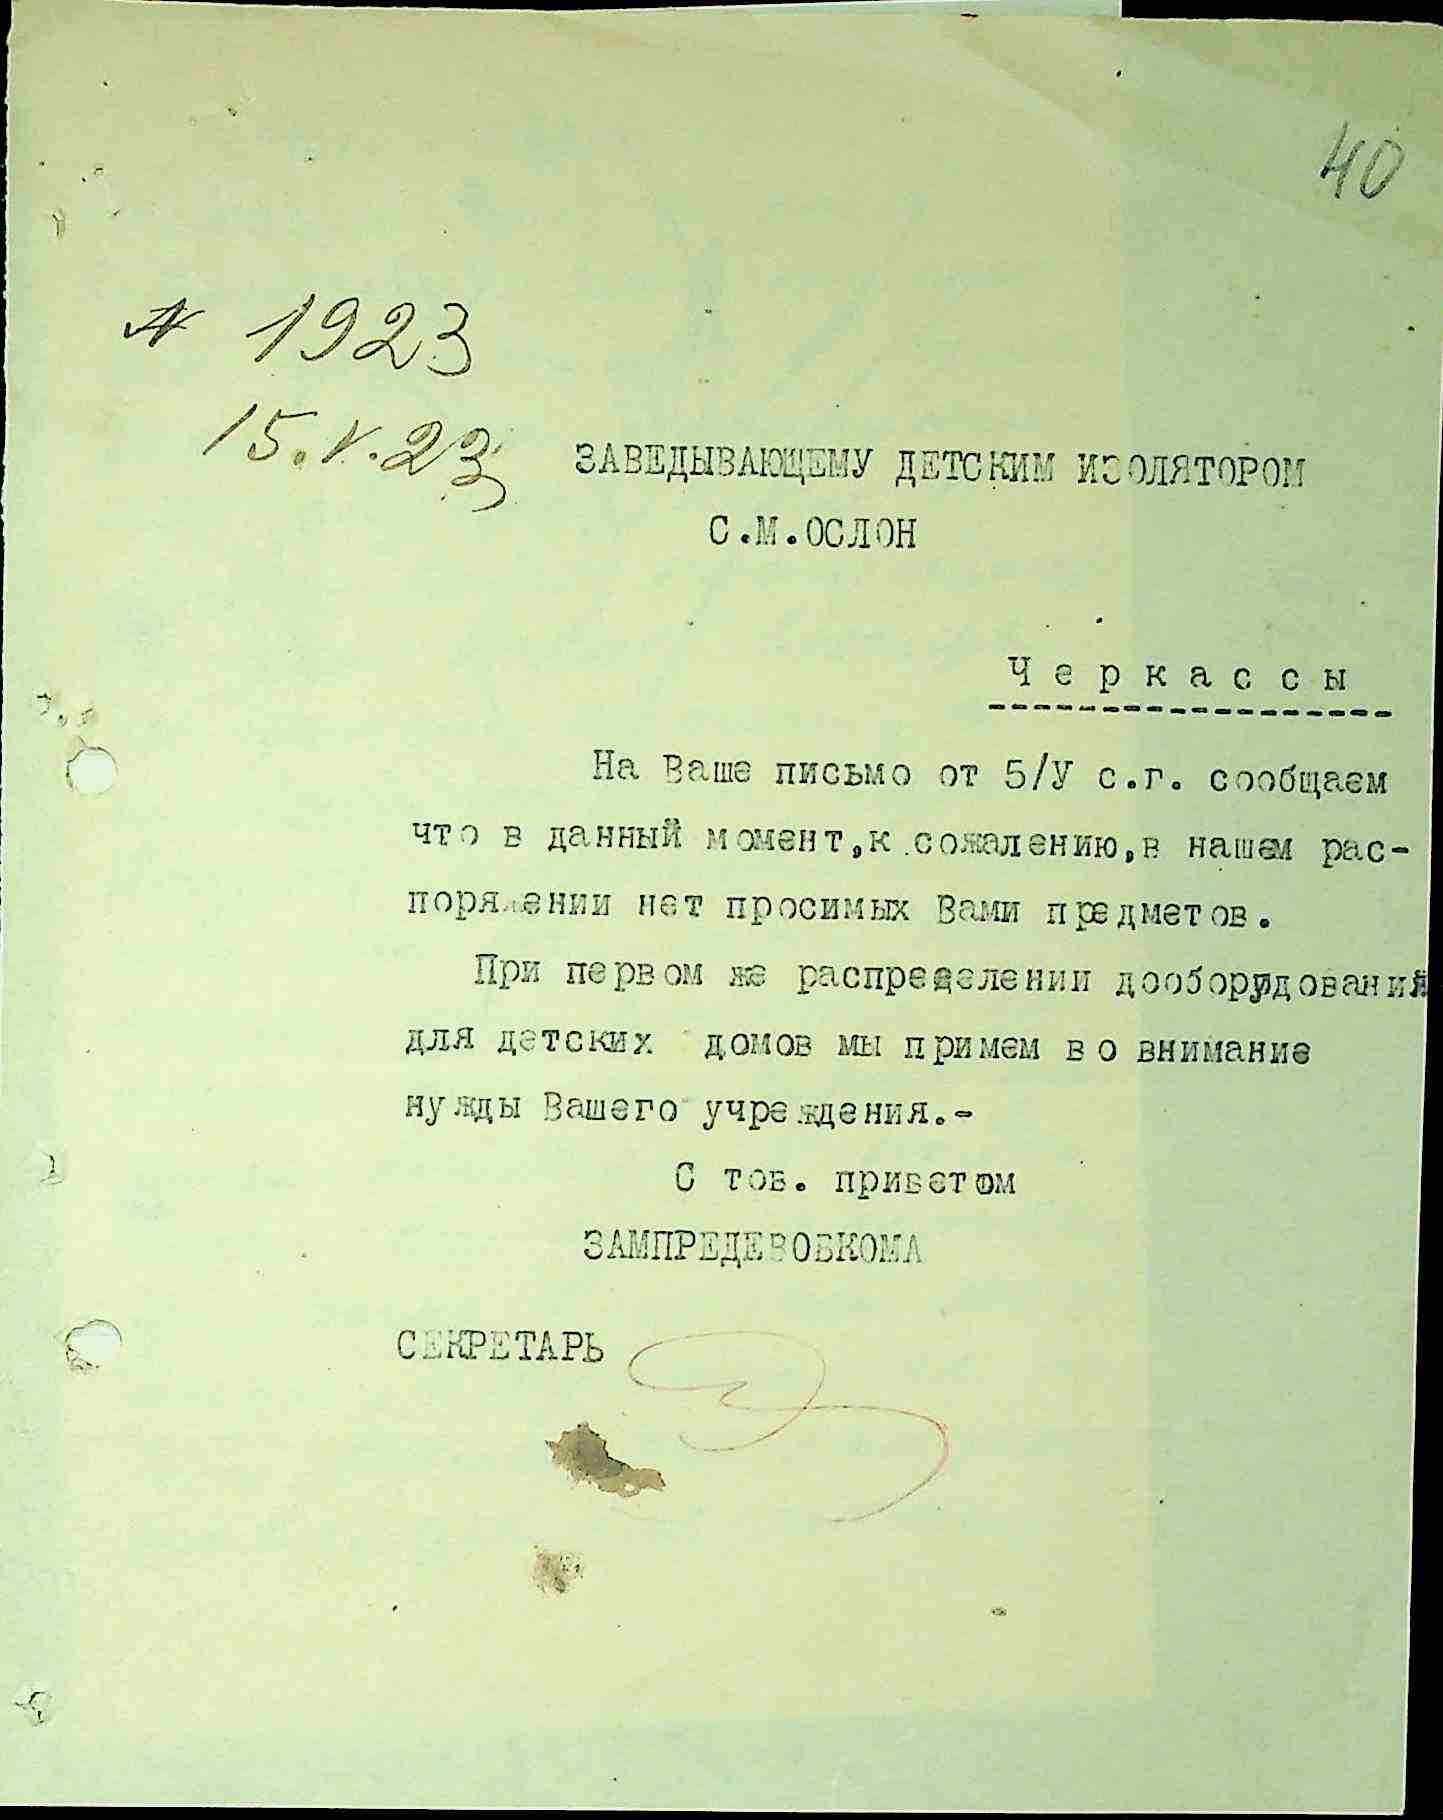 40
№ 1923
15.V.23
ЗАВЕДЫВАЮЩЕМУ ДЕТСКИМ ИЗОЛЯТОРОМ
С.М.ОСЛОН
Черкассы
На Ваше письмо от 5/У с.г. сообщаем
что в данный момент,к сожалению,в нашем рас-
поряжении нет просимых Вами предметов.
При первом же распределении дооборудований
для детских домов мы примем во внимание
нужды Вашего учреждения.-
С тов. приветом
ЗАМПРЕДЕВОБКОМА
СЕКРЕТАРЬ